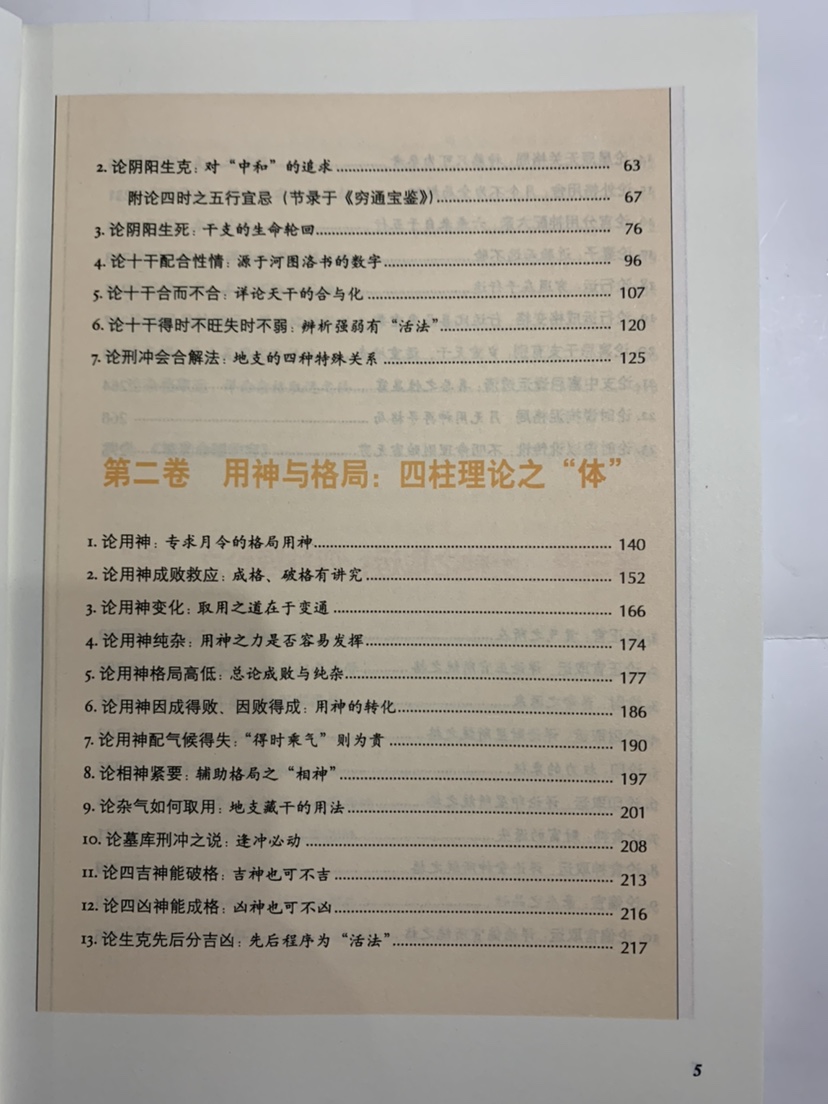 2. 论阴阳生克：对“中和”的追求 63
附论四时之五行宜忌（节录于《穷通宝鉴》） 67
3. 论阴阳生死：干支的生命轮回 76
4. 论十干配合性情：源于河图洛书的数字 96
5. 论十干合而不合：详论天干的合与化 107
6. 论十干得时不旺失时不弱：辨析强弱有“活法” 120
7. 论刑冲会合解法：地支的四种特殊关系 125
第二卷 用神与格局：四柱理论之“体”
1. 论用神：专求月令的格局用神 140
2. 论用神成败救应：成格、破格有讲究 152
3. 论用神变化：取用之道在于变通 166
4. 论用神纯杂：用神之力是否容易发挥 174
5. 论用神格局高低：总论成败与纯杂 177
6. 论用神因成得败、因败得成：用神的转化 186
7. 论用神配气候得失：“得时乘气”则为贵 190
8. 论相神紧要：辅助格局之“相神” 197
9. 论杂气如何取用：地支藏干的用法 201
10. 论墓库刑冲之说：逢冲必动 208
11. 论四吉神能破格：吉神也可不吉 213
12. 论四凶神能成格：凶神也可不凶 216
13. 论生克先后分吉凶：先后程序为“活法” 217
5